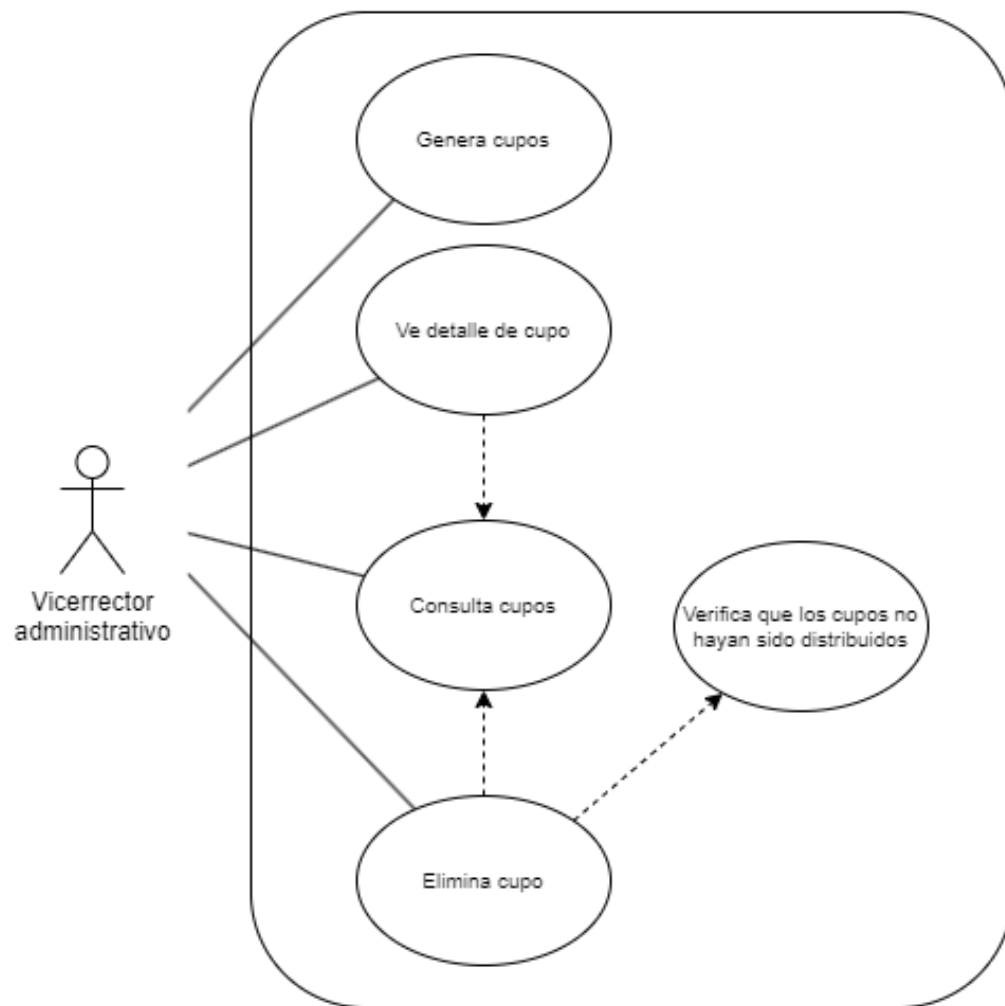 Genera cupos
Ve detalle de cupo
Consulta cupos
Verifica que los cupos no
hayan sido distribuidos
Vicerrector
administrativo
Elimina cupo